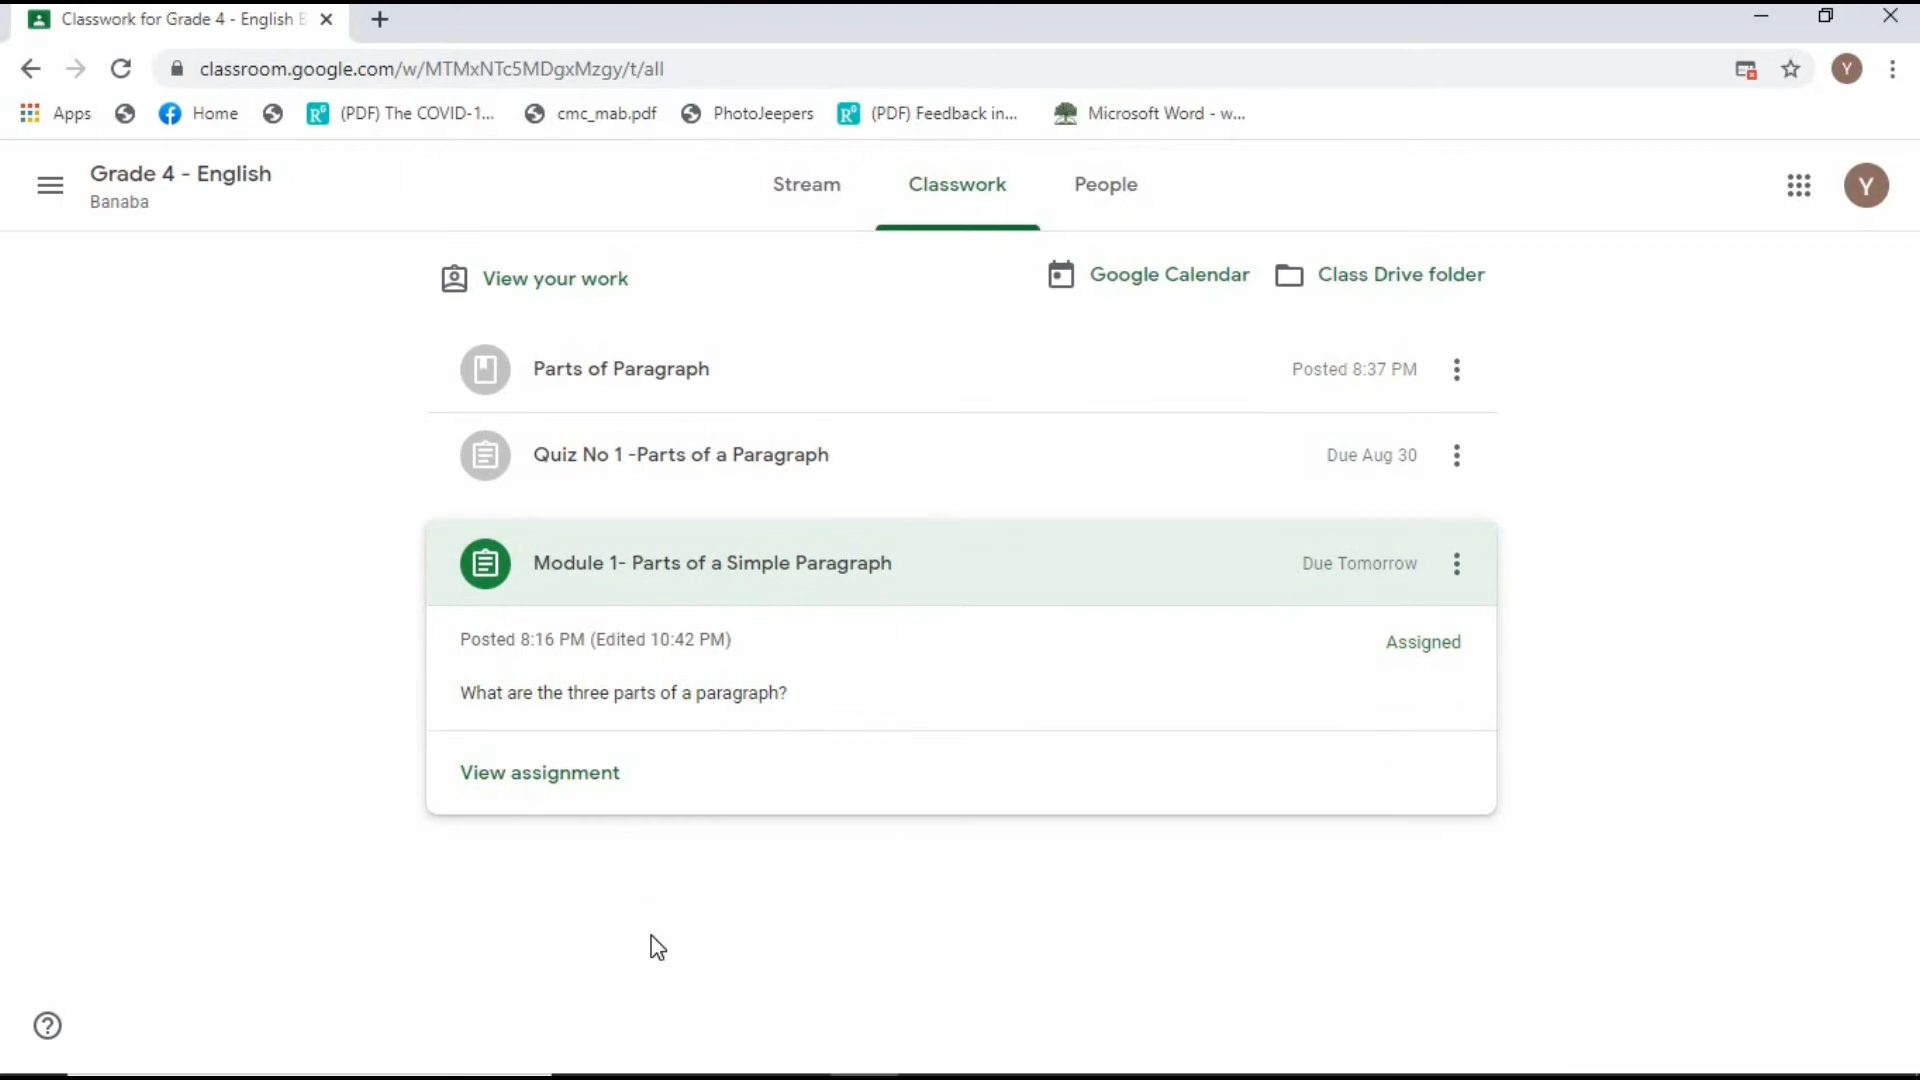 Classwork for Grade 4 - English
classroom.google.com/w/MTMxNTc5MDgxMzgy/t/all
Y
Apps
Home
(PDF) The COVID-1...
cmc_mab.pdf
PhotoJeepers
(PDF) Feedback in...
Microsoft Word - w...
Grade 4 - English
Banaba
Stream
Classwork
People
Y
View your work
Google Calendar
Class Drive folder
Parts of Paragraph
Posted 8:37 PM
Quiz No 1 -Parts of a Paragraph
Due Aug 30
Module 1- Parts of a Simple Paragraph
Due Tomorrow
Posted 8:16 PM (Edited 10:42 PM)
Assigned
What are the three parts of a paragraph?
View assignment